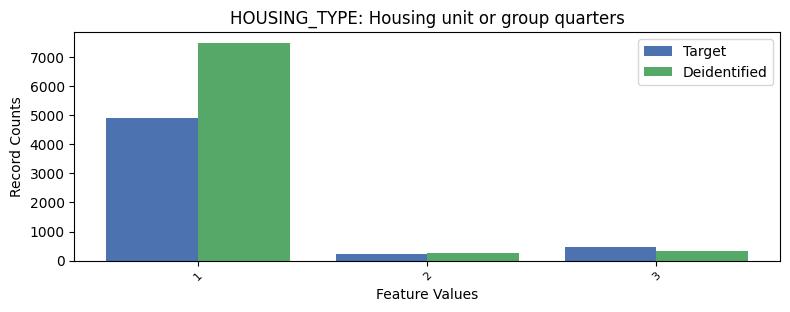 HOUSING_TYPE: Housing unit or group quarters
Record Counts
7000
6000
5000
4000
3000
2000
1000
0
Target
Deidentified
1
2
3
Feature Values